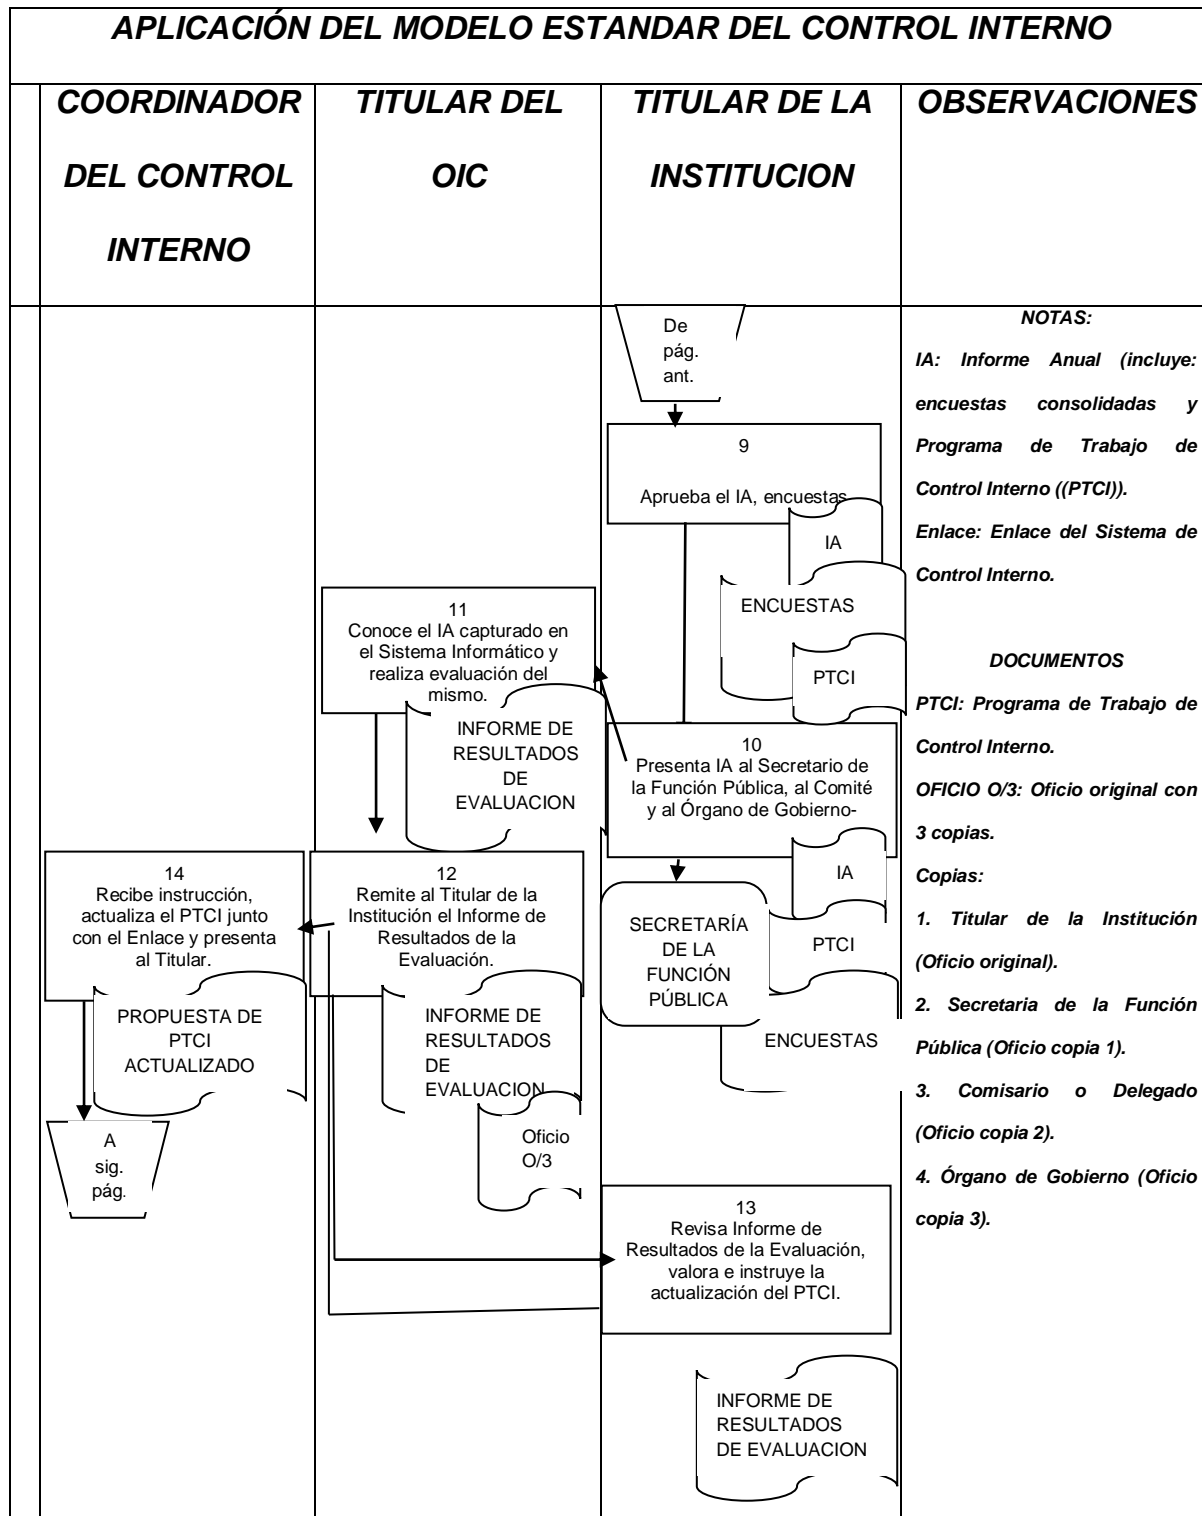 APLICACIÓN DEL MODELO ESTANDAR DEL CONTROL INTERNO
COORDINADOR
DEL CONTROL
INTERNO
TITULAR DEL
OIC
TITULAR DE LA
INSTITUCION
OBSERVACIONES
De
pág.
ant.
9
Aprueba el IA, encuestas
IA
ENCUESTAS
PTCI
10
Presenta IA al Secretario de
la Función Pública, al Comité
y al Órgano de Gobierno-
IA
PTCI
ENCUESTAS
SECRETARÍA
DE LA
FUNCIÓN
PÚBLICA
11
Conoce el IA capturado en
el Sistema Informático y
realiza evaluación del
mismo.
INFORME DE
RESULTADOS
DE
EVALUACION
12
Remite al Titular de la
Institución el Informe de
Resultados de la
Evaluación.
INFORME DE
RESULTADOS
DE
EVALUACION
Oficio
O/3
13
Revisa Informe de
Resultados de la Evaluación,
valora e instruye la
actualización del PTCI.
INFORME DE
RESULTADOS
DE EVALUACION
14
Recibe instrucción,
actualiza el PTCI junto
con el Enlace y presenta
al Titular.
PROPUESTA DE
PTCI
ACTUALIZADO
A
sig.
pág.
NOTAS:
IA: Informe Anual (incluye:
encuestas consolidadas y
Programa de Trabajo de
Control Interno ((PTCI)).
Enlace: Enlace del Sistema de
Control Interno.
DOCUMENTOS
PTCI: Programa de Trabajo de
Control Interno.
OFICIO O/3: Oficio original con
3 copias.
Copias:
1. Titular de la Institución
(Oficio original).
2. Secretaria de la Función
Pública (Oficio copia 1).
3. Comisario o Delegado
(Oficio copia 2).
4. Órgano de Gobierno (Oficio
copia 3).